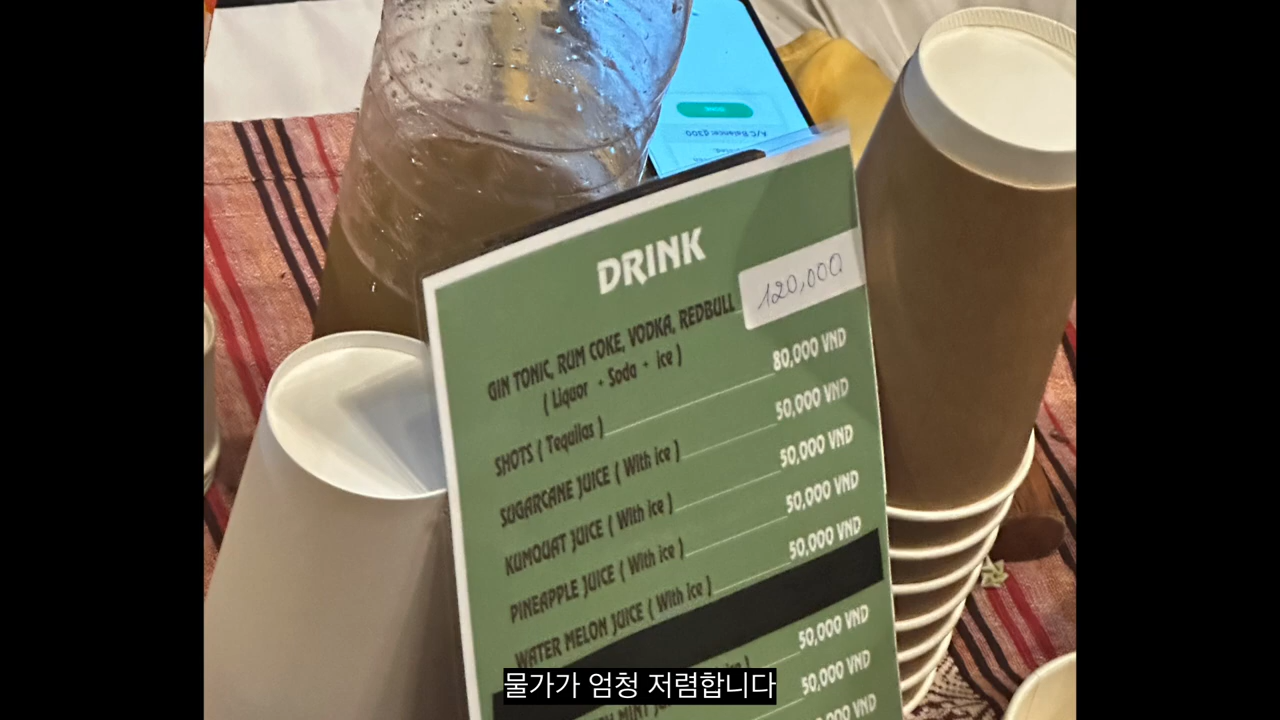 DRINK
120,000
GIN TONIC, RUM COKE, VODKA, REDBULL
( Liquor + Soda + ice )
SHOTS ( Tequilas ) 80,000 VND
SUGARCANE JUICE ( With ice ) 50,000 VND
KUMQUAT JUICE ( With ice ) 50,000 VND
PINEAPPLE JUICE ( With ice ) 50,000 VND
WATER MELON JUICE ( With ice ) 50,000 VND
50,000 VND
MINT 50,000 VND
VND
A/C Balance:
물가가 엄청 저렴합니다